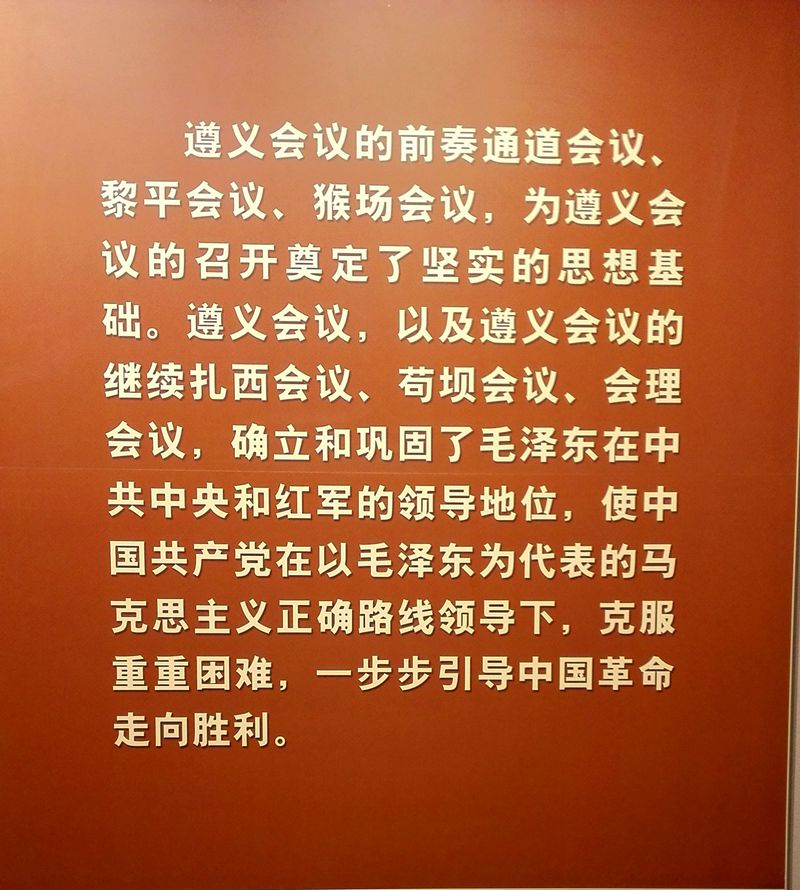 遵义会议的前奏通道会议、
黎平会议、猴场会议，为遵义会
议的召开奠定了坚实的思想基
础。遵义会议，以及遵义会议的
继续扎西会议、苟坝会议、会理
会议，确立和巩固了毛泽东在中
共中央和红军的领导地位，使中
国共产党在以毛泽东为代表的马
克思主义正确路线领导下，克服
重重困难，一步步引导中国革命
走向胜利。